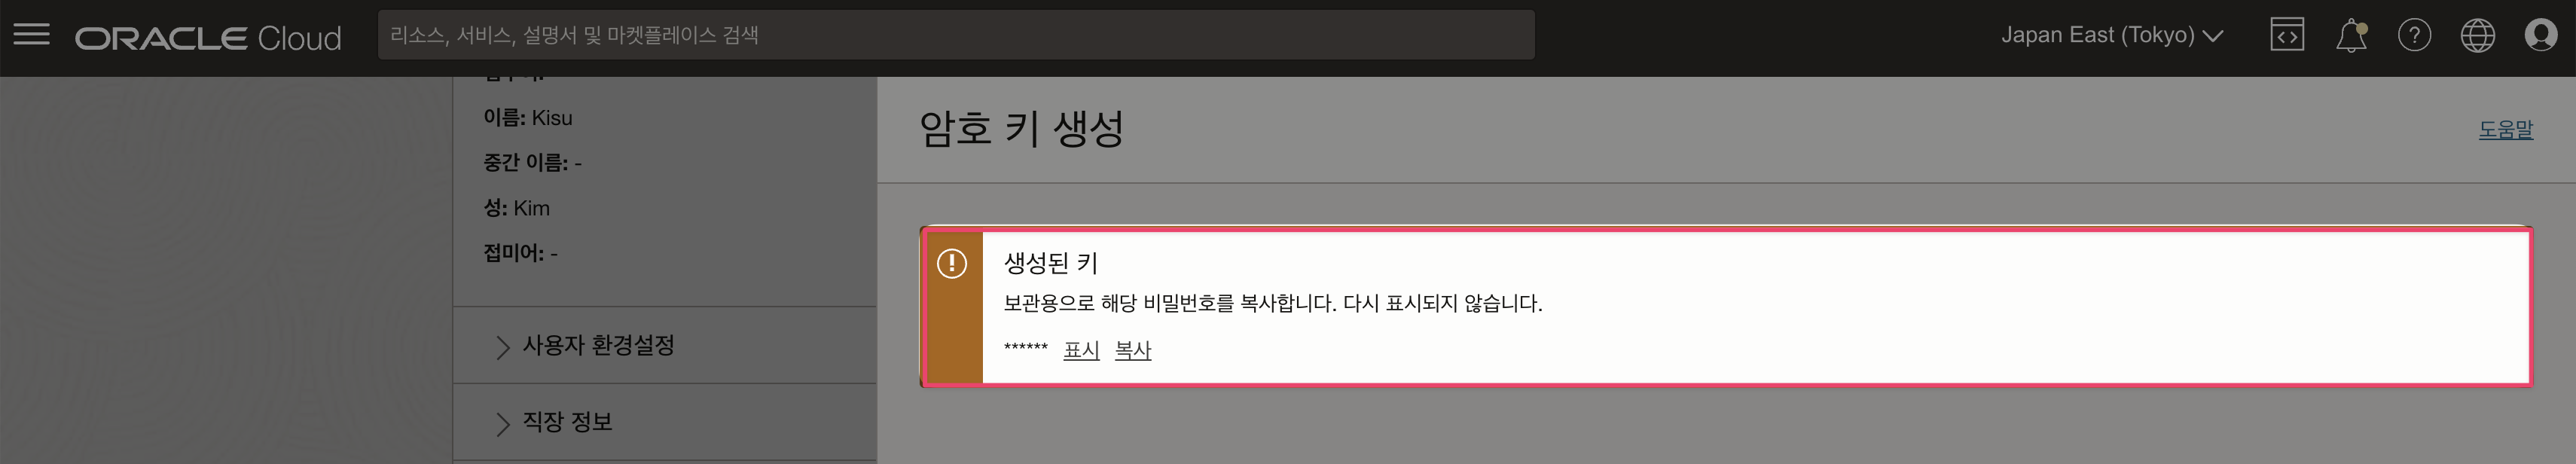 ORACLE Cloud
리소스, 서비스, 설명서 및 마켓플레이스 검색
Japan East (Tokyo)
이름: Kisu
중간 이름: -
성: Kim
접미어: -
사용자 환경설정
직장 정보
암호 키 생성
도움말
생성된 키
보관용으로 해당 비밀번호를 복사합니다. 다시 표시되지 않습니다.
****** 표시 복사